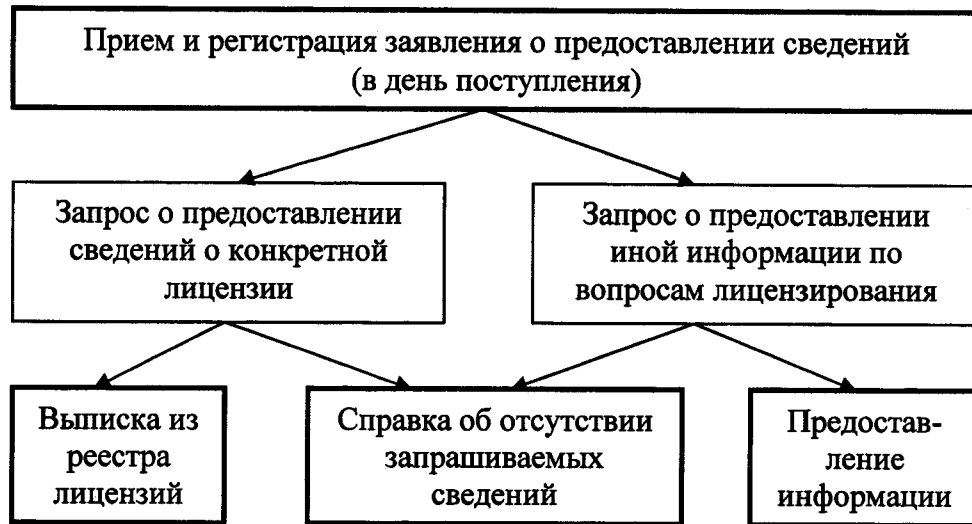 Прием и регистрация заявления о предоставлении сведений
(в день поступления)
Запрос о предоставлении
сведений о конкретной
лицензии
Запрос о предоставлении
иной информации по
вопросам лицензирования
Выписка из
реестра
лицензий
Справка об отсутствии
запрашиваемых
сведений
Предостав-
ление
информации